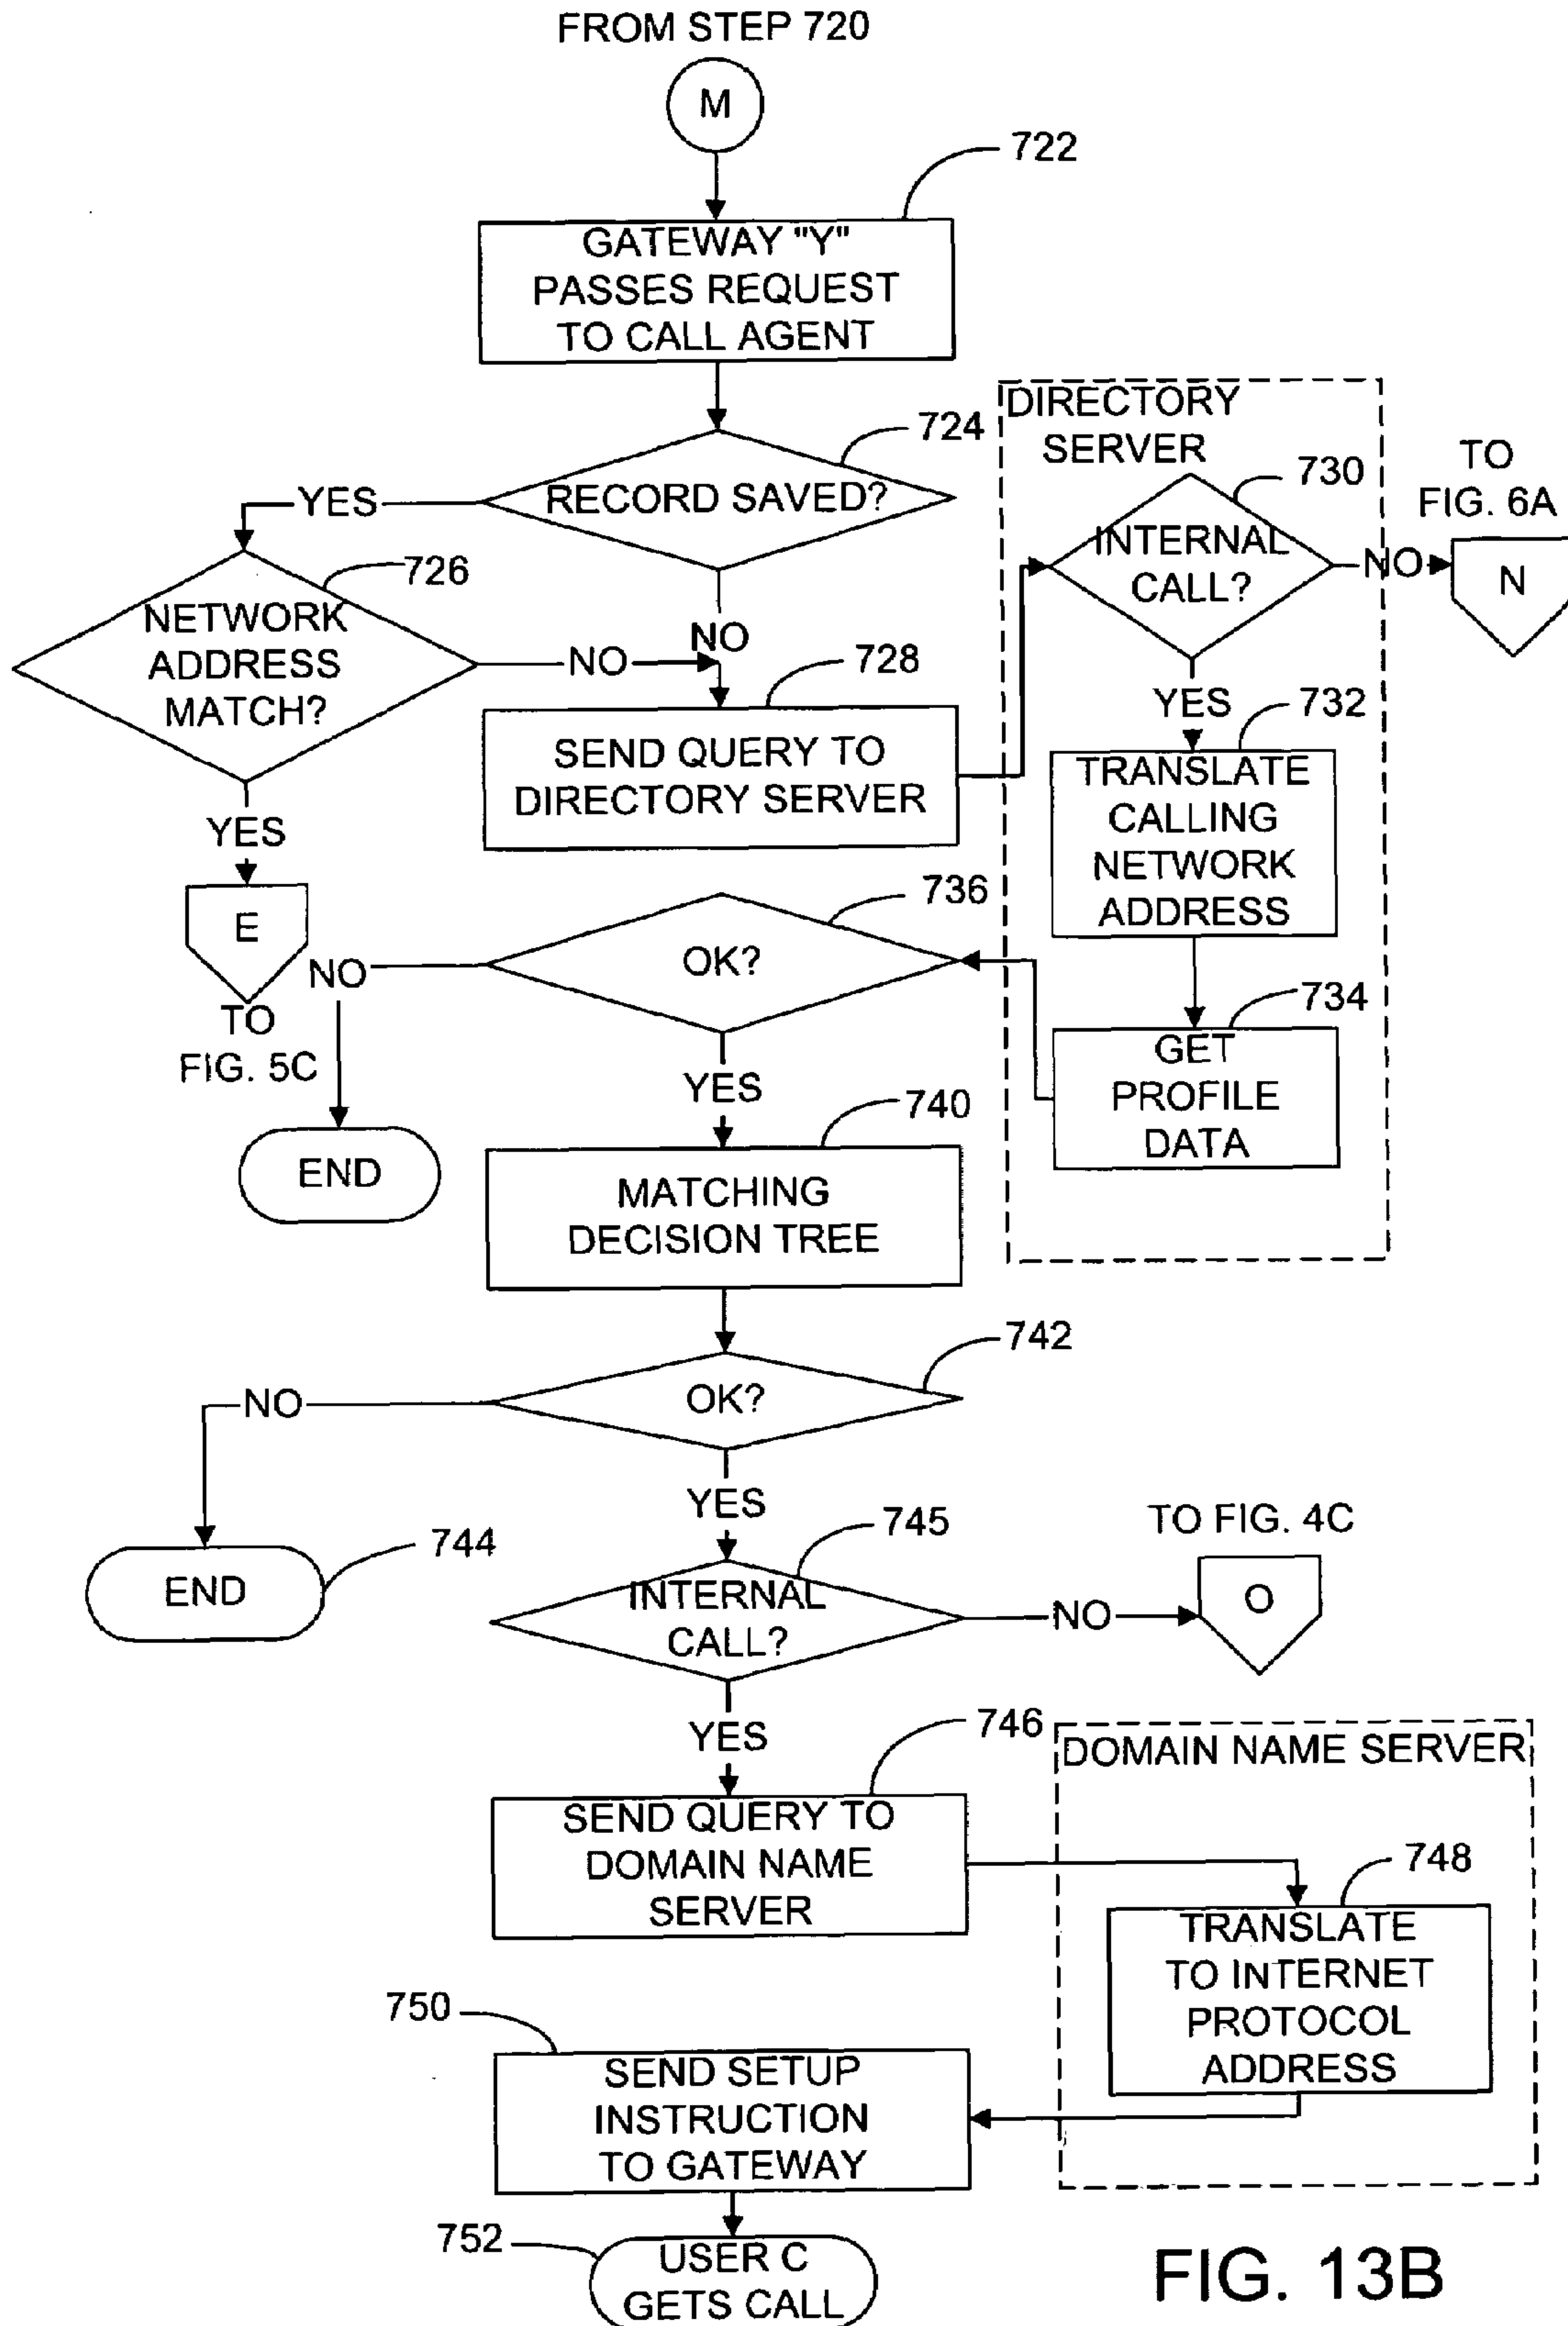 FROM STEP 720
M
722
GATEWAY "Y"
PASSES REQUEST
TO CALL AGENT
724
RECORD SAVED?
YES
NO
DIRECTORY
SERVER
730
INTERNAL
CALL?
NO
TO
FIG. 6A
N
726
NETWORK
ADDRESS
MATCH?
NO
YES
E
TO
FIG. 5C
728
SEND QUERY TO
DIRECTORY SERVER
YES
732
TRANSLATE
CALLING
NETWORK
ADDRESS
734
GET
PROFILE
DATA
736
OK?
NO
END
YES
740
MATCHING
DECISION TREE
742
OK?
NO
END
744
YES
745
INTERNAL
CALL?
NO
TO FIG. 4C
O
YES
746
SEND QUERY TO
DOMAIN NAME
SERVER
DOMAIN NAME SERVER
748
TRANSLATE
TO INTERNET
PROTOCOL
ADDRESS
750
SEND SETUP
INSTRUCTION
TO GATEWAY
752
USER C
GETS CALL
FIG. 13B